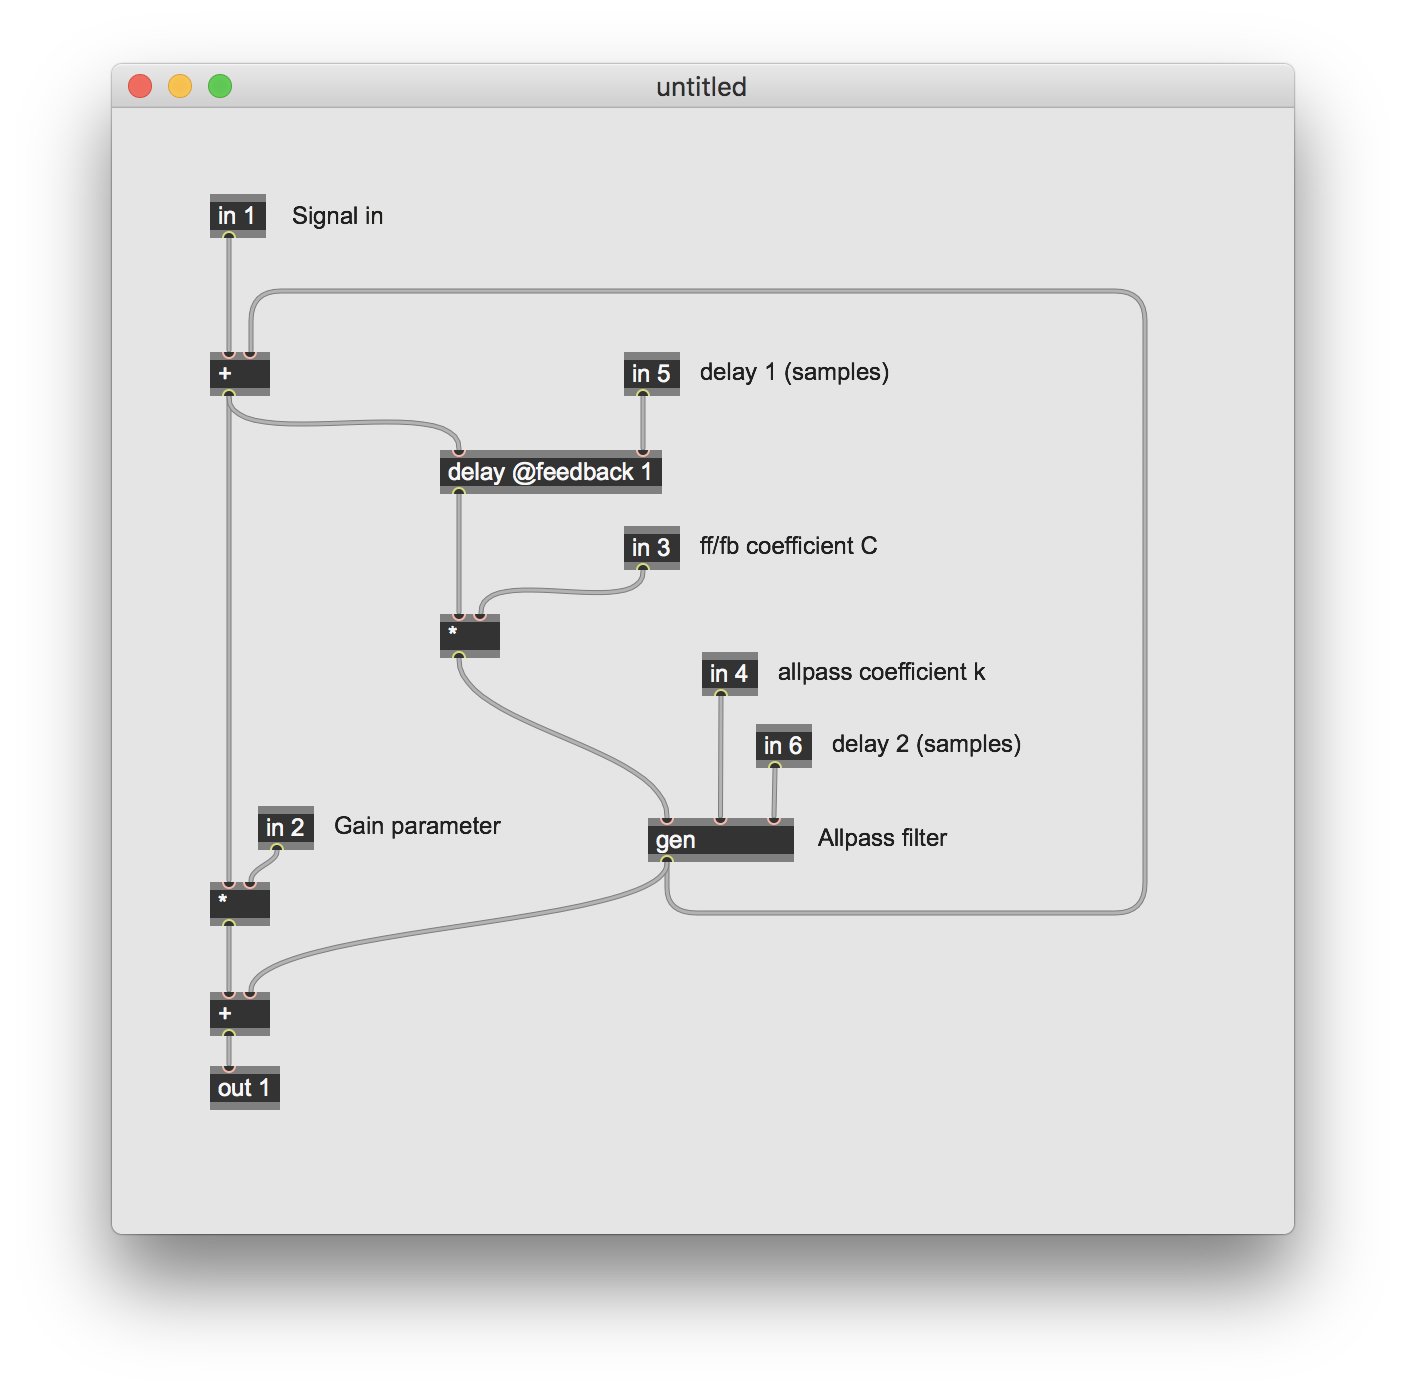 untitled
in 1 Signal in
+
in 5 delay 1 (samples)
delay @feedback 1
in 3 ff/fb coefficient C
*
in 4 allpass coefficient k
in 6 delay 2 (samples)
in 2 Gain parameter
gen Allpass filter
*
+
out 1